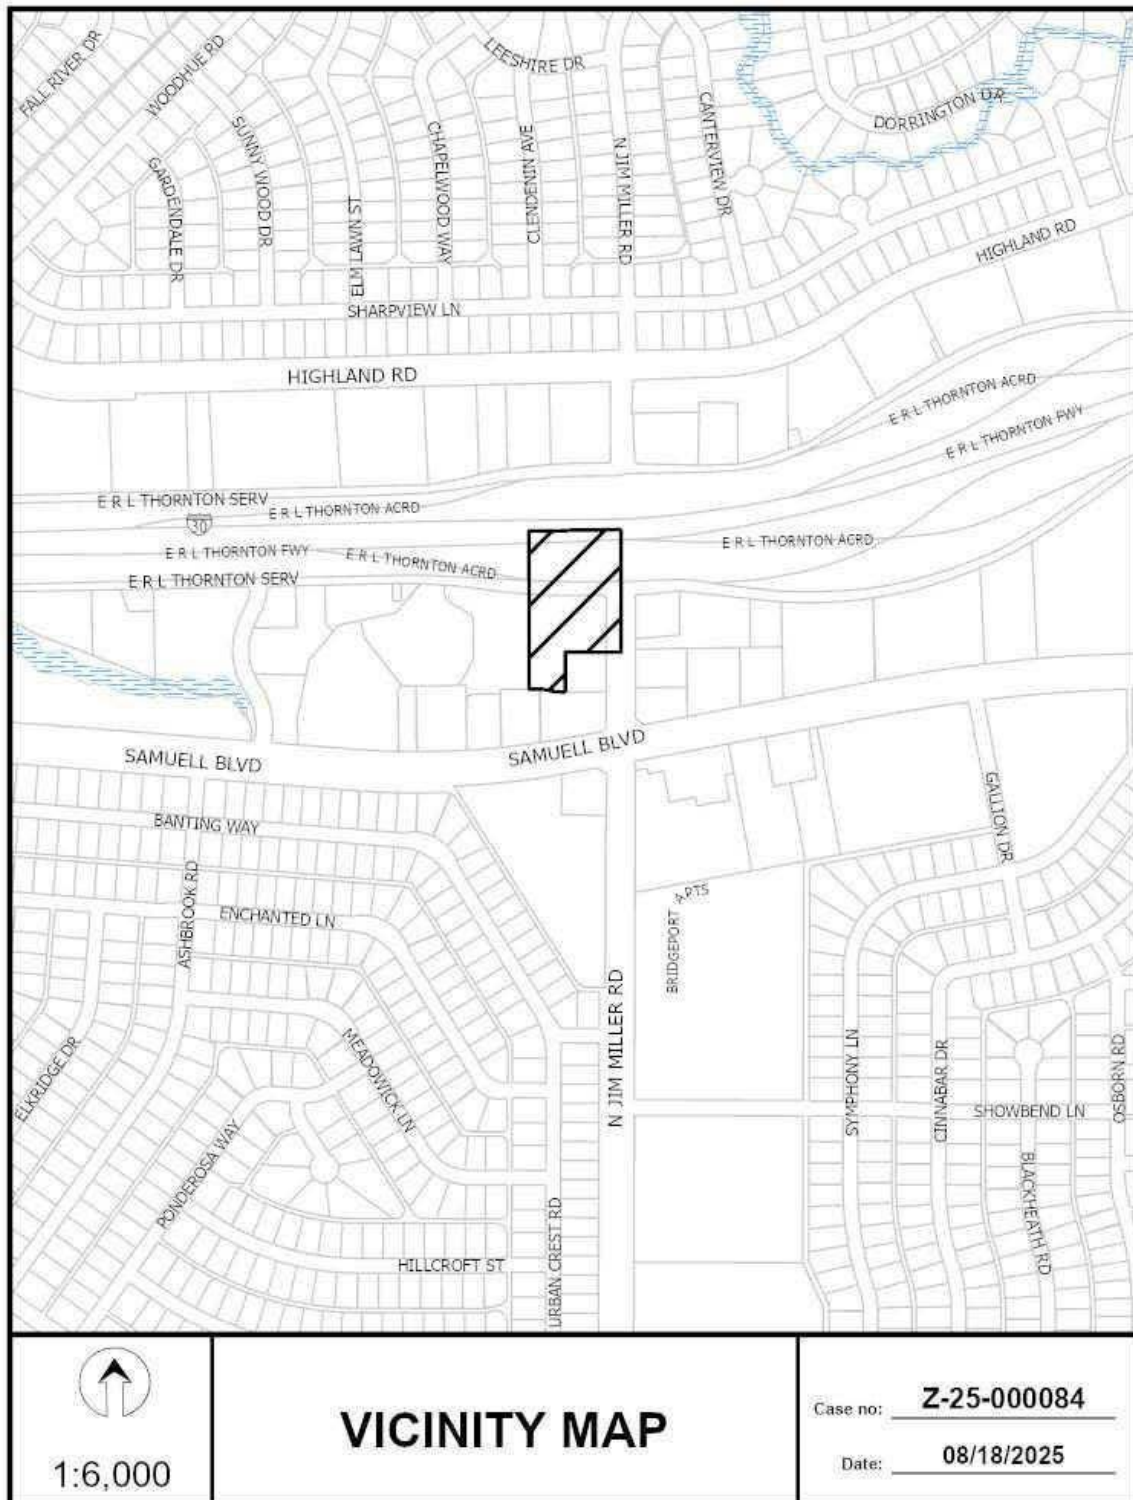 FALL RIVER DR
WOODHUE RD
LEESHIRE DR
SUNNY WOOD DR
GARDENDALE DR
ELM LAWN ST
CHAPELWOOD WAY
CLENDENIN AVE
N JIM MILLER RD
CANTERVIEW DR
DORRINGTON DR
HIGHLAND RD
SHARPVIEW LN
HIGHLAND RD
E R L THORNTON ACRD
E R L THORNTON FWY
E R L THORNTON SERV
E R L THORNTON ACRD
30
E R L THORNTON FWY
E R L THORNTON ACRD
E R L THORNTON ACRD
E R L THORNTON SERV
SAMUELL BLVD
SAMUELL BLVD
BANTING WAY
GALLION DR
ASHBROOK RD
ENCHANTED LN
BRIDGEPORT APTS
N JIM MILLER RD
ELKRIDGE DR
MEADOWICK LN
SYMPHONY LN
CINNABAR DR
OSBORN RD
SHOWBEND LN
PONDEROSA WAY
BLACKHEATH RD
HILLCROFT ST
URBAN CREST RD
1:6,000
VICINITY MAP
Case no: Z-25-000084
Date: 08/18/2025